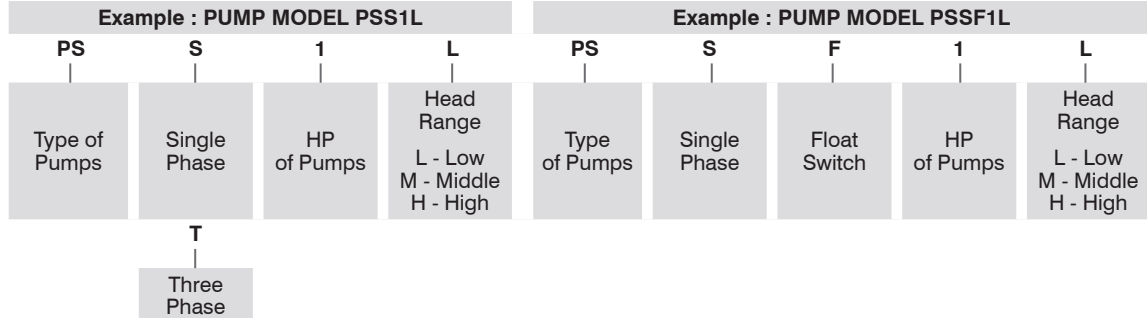 Example : PUMP MODEL PSS1L
PS S 1 L
Type of
Pumps
Single
Phase
HP
of Pumps
Head
Range
L - Low
M - Middle
H - High
T
Three
Phase
Example : PUMP MODEL PSSF1L
PS S F 1 L
Type
of Pumps
Single
Phase
Float
Switch
HP
of Pumps
Head
Range
L - Low
M - Middle
H - High